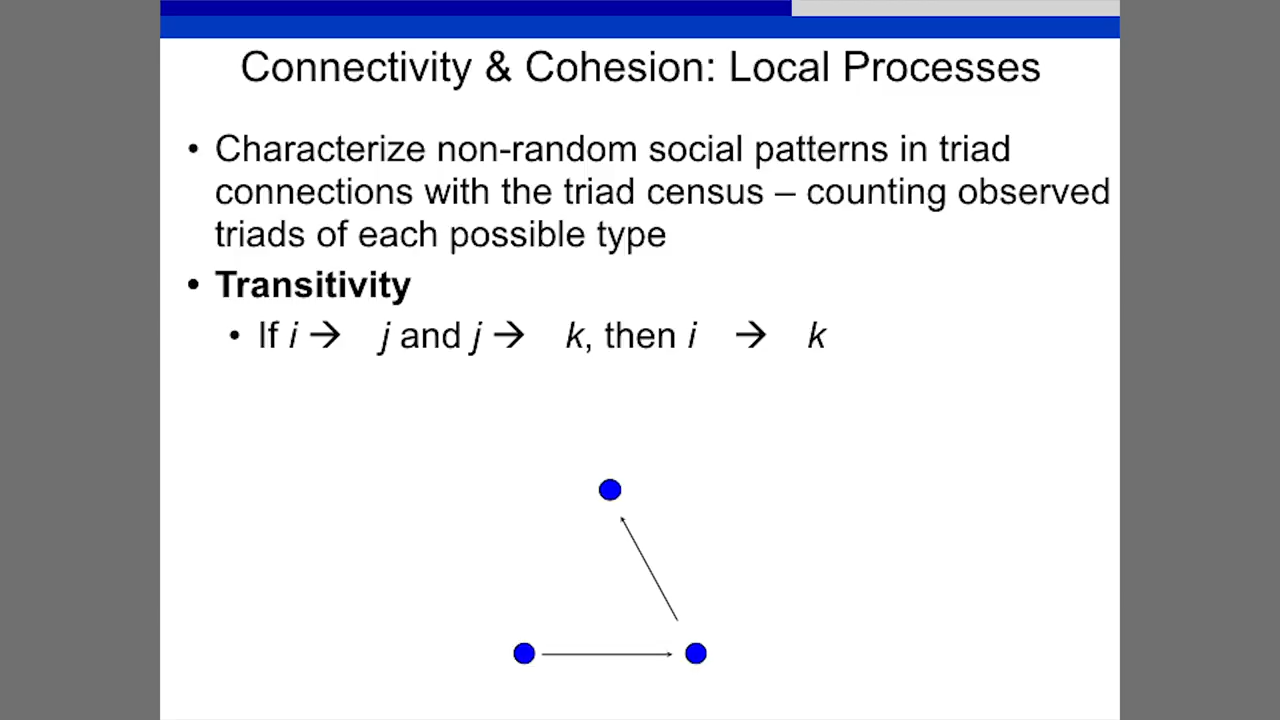 Connectivity & Cohesion: Local Processes
• Characterize non-random social patterns in triad
connections with the triad census – counting observed
triads of each possible type
• Transitivity
• If i → j and j → k, then i → k